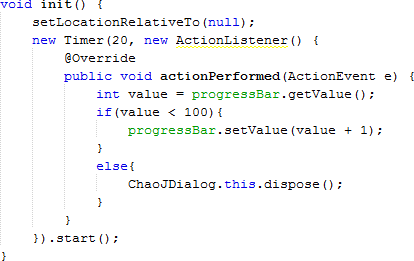 void init() {
    setLocationRelativeTo(null);
    new Timer(20, new ActionListener() {
        @Override
        public void actionPerformed(ActionEvent e) {
            int value = progressBar.getValue();
            if(value < 100){
                progressBar.setValue(value + 1);
            }
            else{
                ChaoJDialog.this.dispose();
            }
        }
    }).start();
}